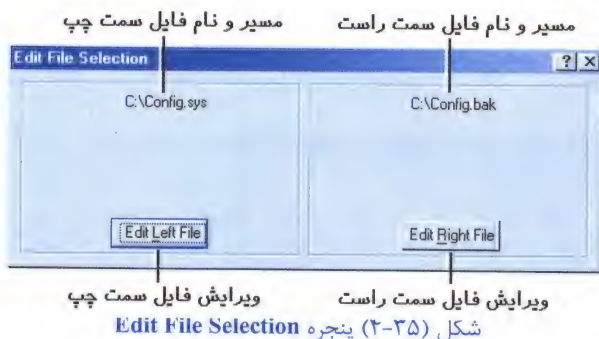 مسیر و نام فایل سمت راست
مسیر و نام فایل سمت چپ
Edit File Selection
C:\Config.sys
C:\Config.bak
Edit Left File
Edit Right File
ویرایش فایل سمت راست
ویرایش فایل سمت چپ
شکل (۲-۳۵) پنجره Edit File Selection